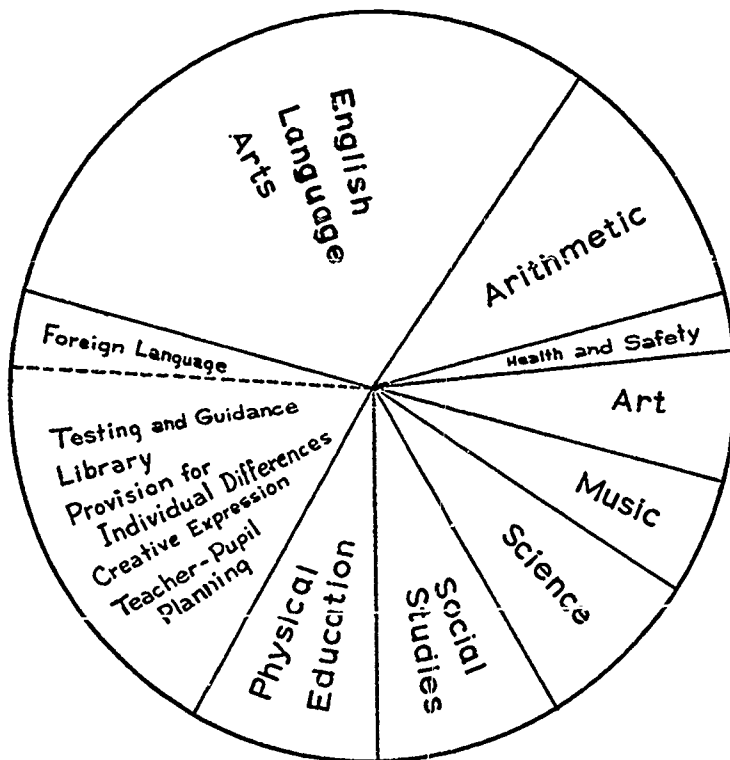 English
Language
Arts
Arithmetic
Health and Safety
Art
Music
Science
Social
Studies
Physical
Education
Testing and Guidance
Library
Provision for
Individual Differences
Creative Expression
Teacher-Pupil
Planning
Foreign Language